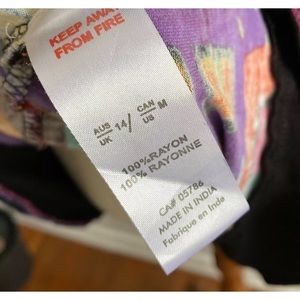 KEEP AWAY
FROM FIRE
AUS
UK 14/ CAN
US M
100% RAYON
100% RAYONNE
CA# 05786
MADE IN INDIA
Fabrique en Inde